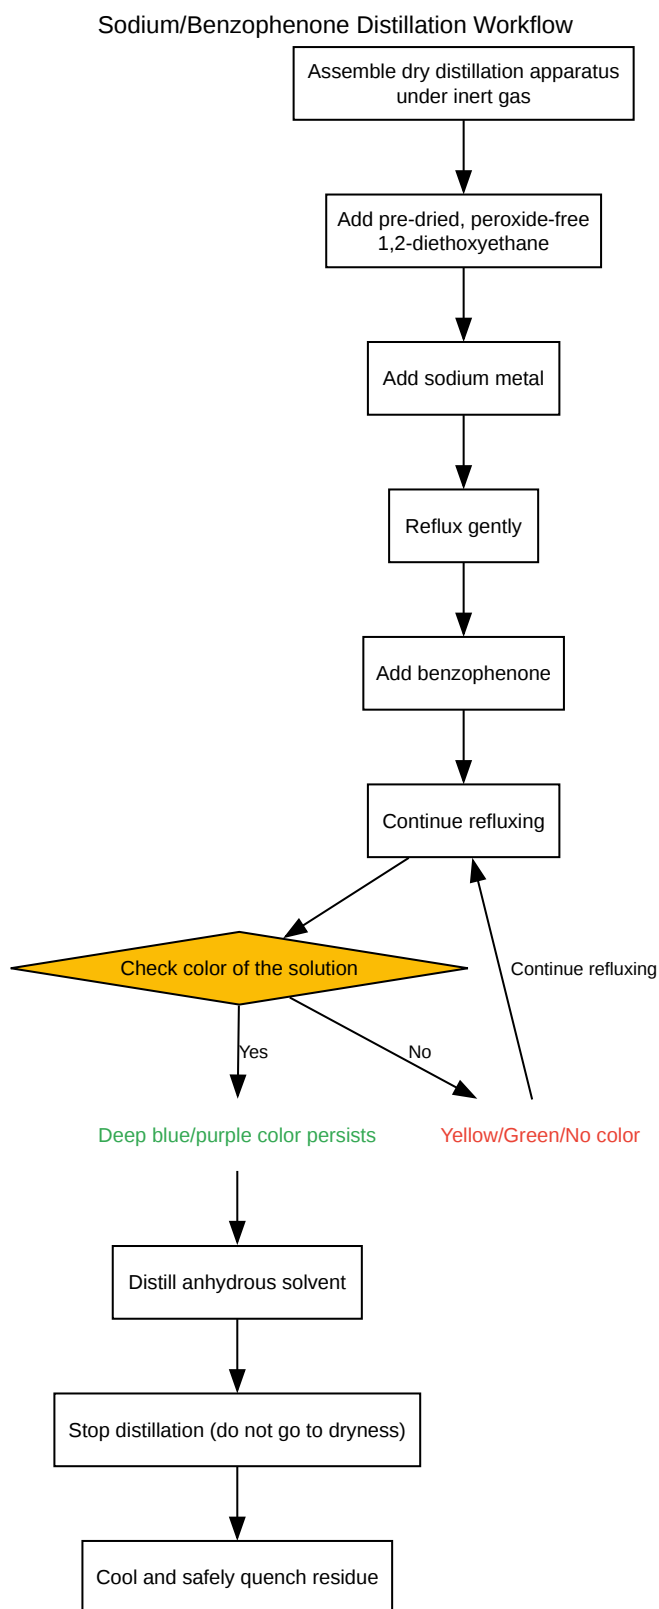 Sodium/Benzophenone Distillation Workflow
Assemble dry distillation apparatus
under inert gas
Add pre-dried, peroxide-free
1,2-diethoxyethane
Add sodium metal
Reflux gently
Add benzophenone
Continue refluxing
Check color of the solution
Continue refluxing
Yes
No
Deep blue/purple color persists
Yellow/Green/No color
Distill anhydrous solvent
Stop distillation (do not go to dryness)
Cool and safely quench residue